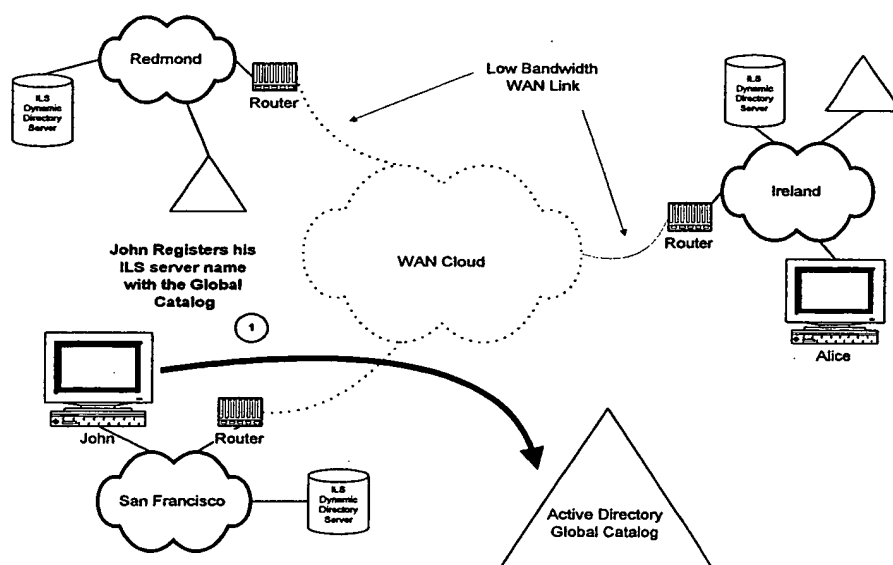 Redmond
ILS
Dynamic
Directory
Server
Router
Low Bandwidth
WAN Link
ILS
Dynamic
Directory
Server
Ireland
Router
Alice
John Registers his
ILS server name
with the Global
Catalog
WAN Cloud
1
John
Router
San Francisco
ILS
Dynamic
Directory
Server
Active Directory
Global Catalog